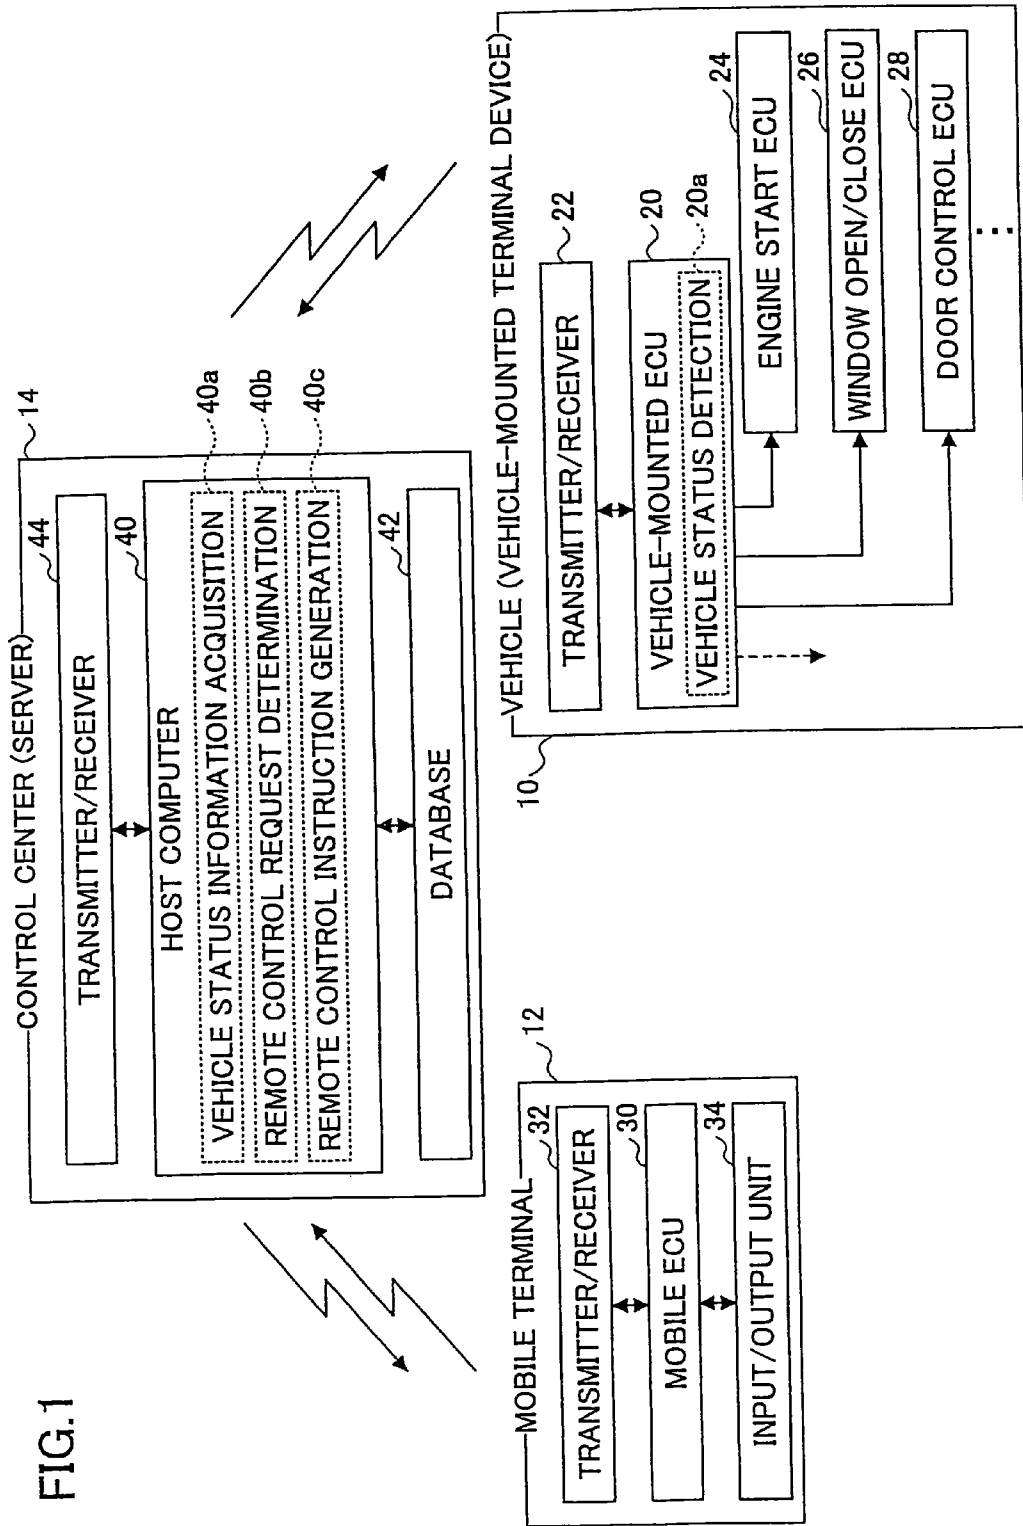 FIG.1
CONTROL CENTER (SERVER)
14
44
TRANSMITTER/RECEIVER
40
HOST COMPUTER
VEHICLE STATUS INFORMATION ACQUISITION
40a
REMOTE CONTROL REQUEST DETERMINATION
40b
REMOTE CONTROL INSTRUCTION GENERATION
40c
42
DATABASE
MOBILE TERMINAL
12
32
TRANSMITTER/RECEIVER
30
MOBILE ECU
34
INPUT/OUTPUT UNIT
VEHICLE (VEHICLE-MOUNTED TERMINAL DEVICE)
10
TRANSMITTER/RECEIVER
22
VEHICLE-MOUNTED ECU
20
VEHICLE STATUS DETECTION
20a
24
ENGINE START ECU
26
WINDOW OPEN/CLOSE ECU
28
DOOR CONTROL ECU
...